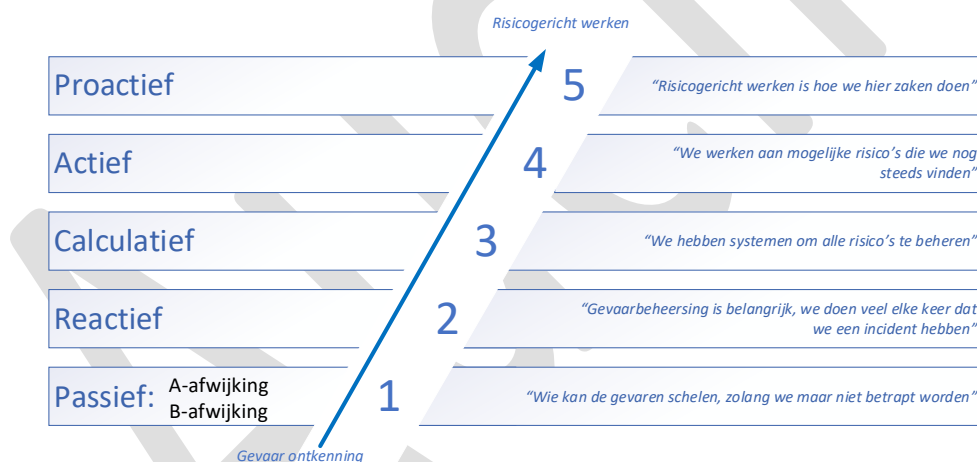 Risicogericht werken
Proactief
5
“Risicogericht werken is hoe we hier zaken doen”
Actief
4
“We werken aan mogelijke risico’s die we nog
steeds vinden”
Calculatief
3
“We hebben systemen om alle risico’s te beheren”
Reactief
2
“Gevaarbeheersing is belangrijk, we doen veel elke keer dat
we een incident hebben”
Passief:
A-afwijking
B-afwijking
1
“Wie kan de gevaren schelen, zolang we maar niet betrapt worden”
Gevaar ontkenning